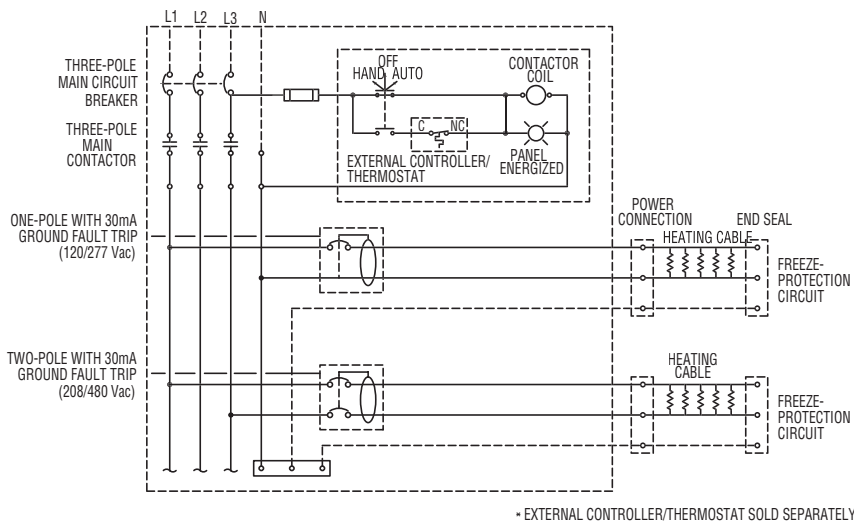 L1 L2 L3 N
THREE-POLE
MAIN CIRCUIT
BREAKER
OFF
HAND AUTO
CONTACTOR
COIL
THREE-POLE
MAIN
CONTACTOR
C NC
EXTERNAL CONTROLLER/
THERMOSTAT
PANEL
ENERGIZED
ONE-POLE WITH 30mA
GROUND FAULT TRIP
(120/277 Vac)
POWER
CONNECTION
END SEAL
HEATING CABLE
FREEZE-
PROTECTION
CIRCUIT
TWO-POLE WITH 30mA
GROUND FAULT TRIP
(208/480 Vac)
HEATING
CABLE
FREEZE-
PROTECTION
CIRCUIT
* EXTERNAL CONTROLLER/THERMOSTAT SOLD SEPARATELY